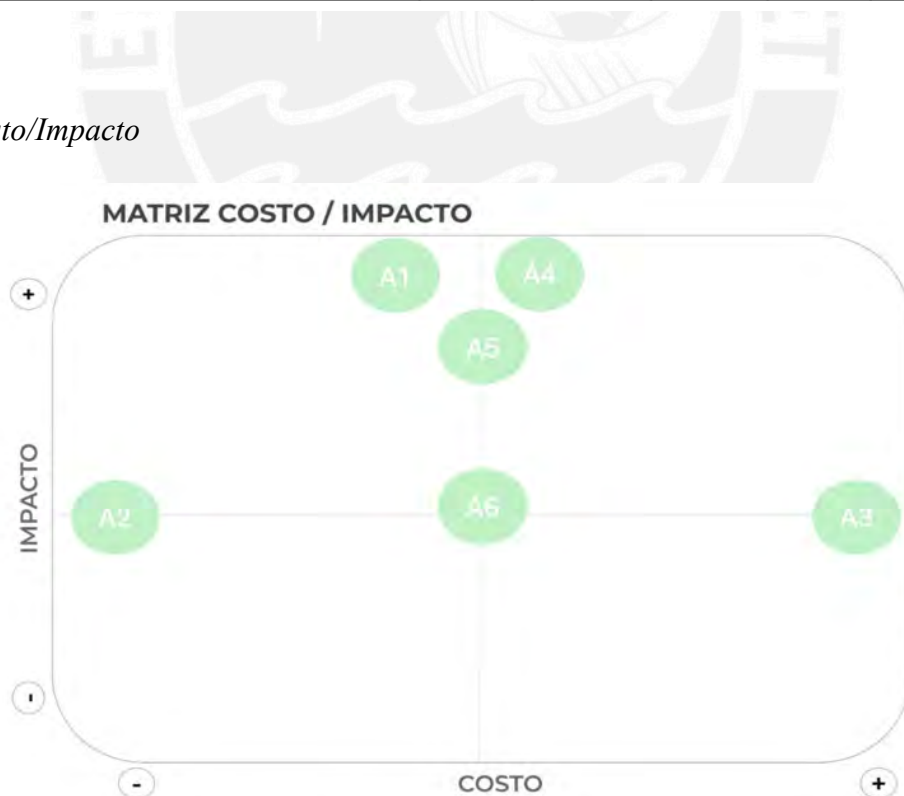 to/Impacto
MATRIZ COSTO / IMPACTO
+
A1
A4
A5
IMPACTO
A2
A6
A3
-
- COSTO +